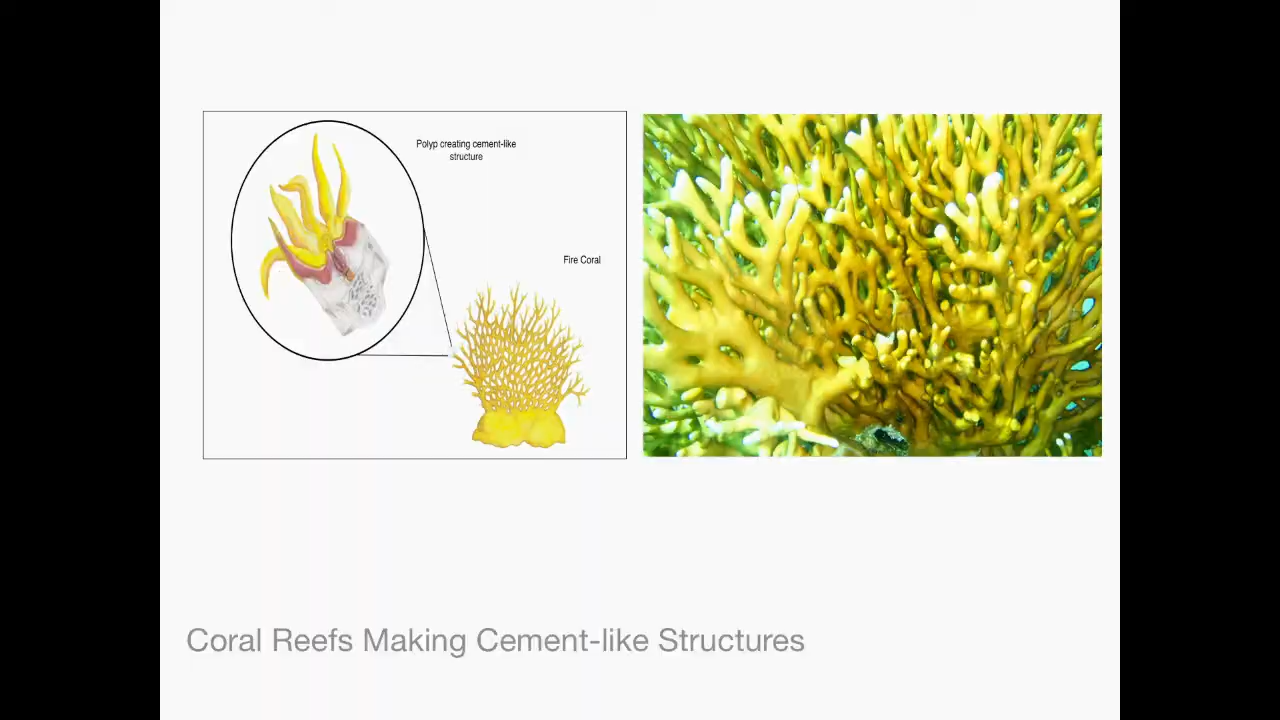 Polyp creating cement-like
structure
Fire Coral
Coral Reefs Making Cement-like Structures